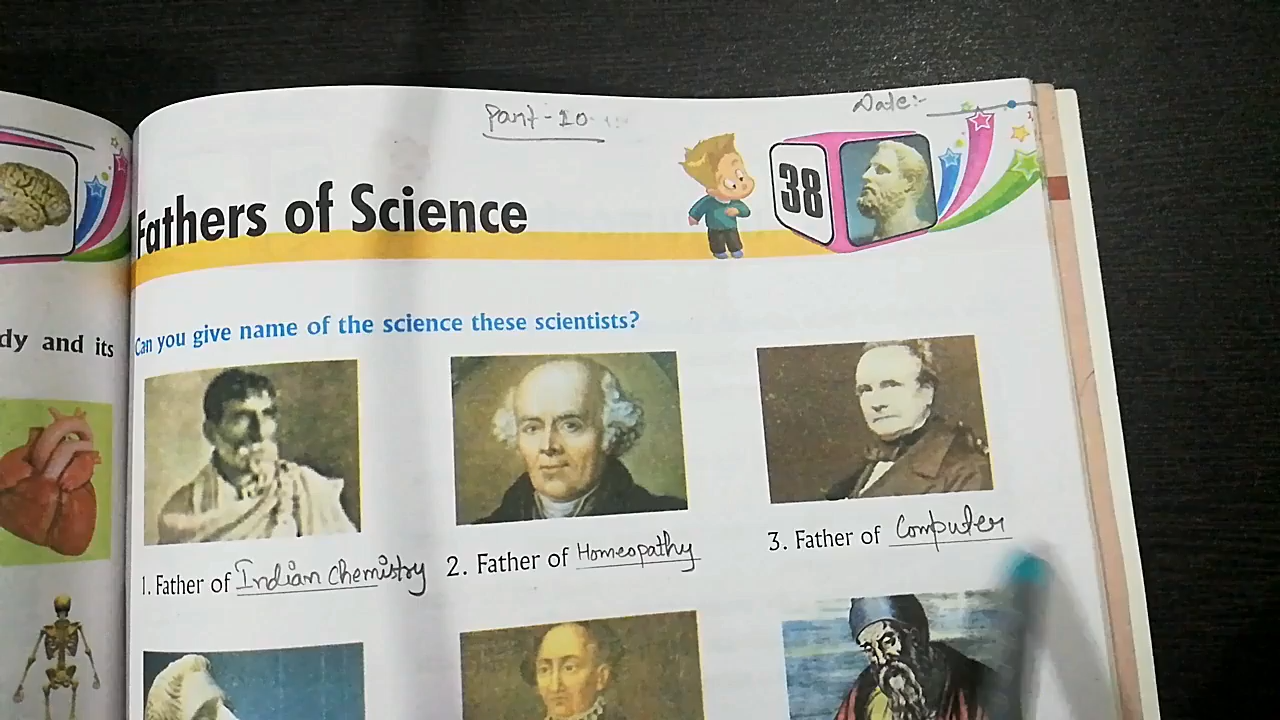 Part-10
Date:-
38
Fathers of Science
dy and its
Can you give name of the science these scientists?
1. Father of Indian Chemistry
2. Father of Homeopathy
3. Father of Computer